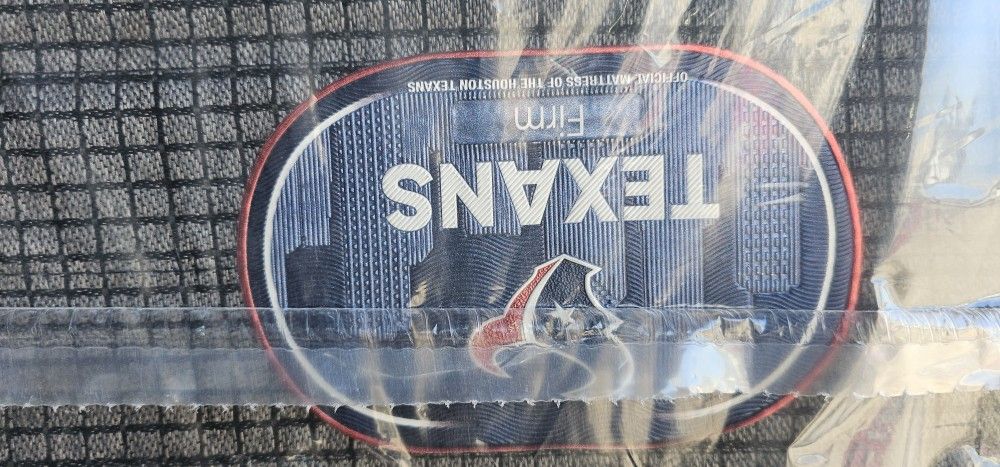 TEXANS
Firm
OFFICIAL MATTRESS OF THE HOUSTON TEXANS